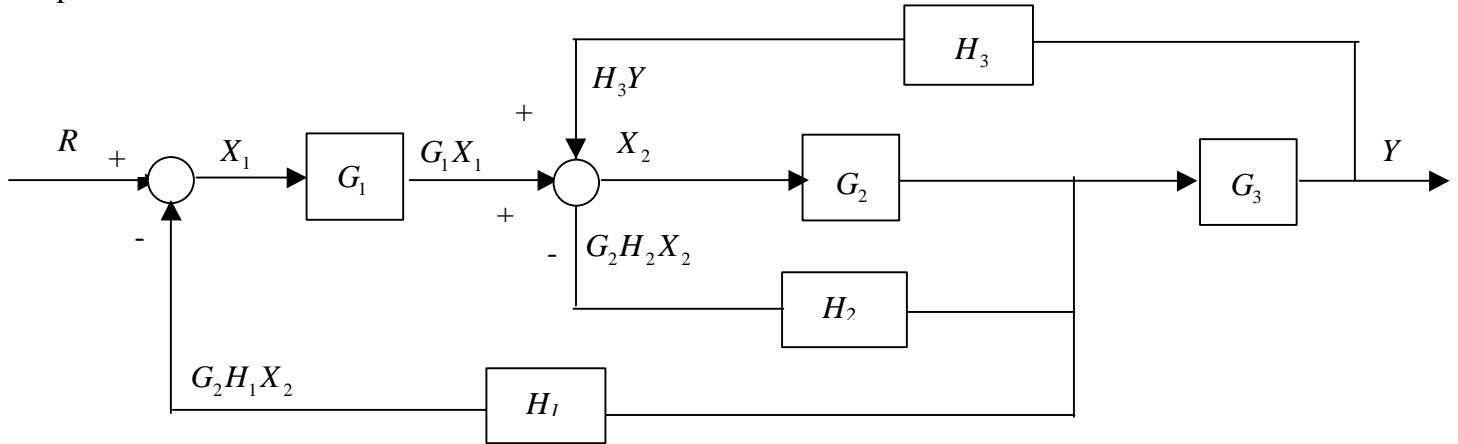 H₃
H₃Y
+
R
+
X₁
G₁
G₁X₁
X₂
G₂
G₃
Y
-
+
-
G₂H₂X₂
H₂
G₂H₁X₂
H₁